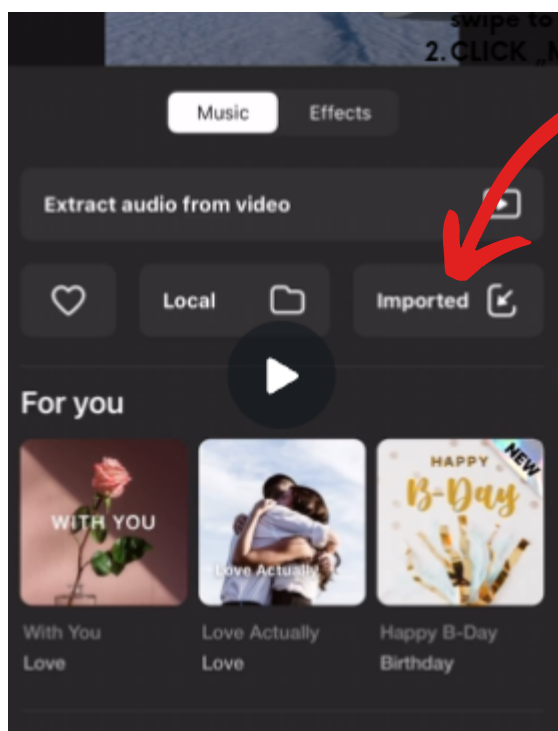 swipe to
2. CLICK „M
Music
Effects
Extract audio from video
Local
Imported
For you
WITH YOU
Love Actually
HAPPY
B-Day
NEW
With You
Love Actually
Happy B-Day
Love
Love
Birthday